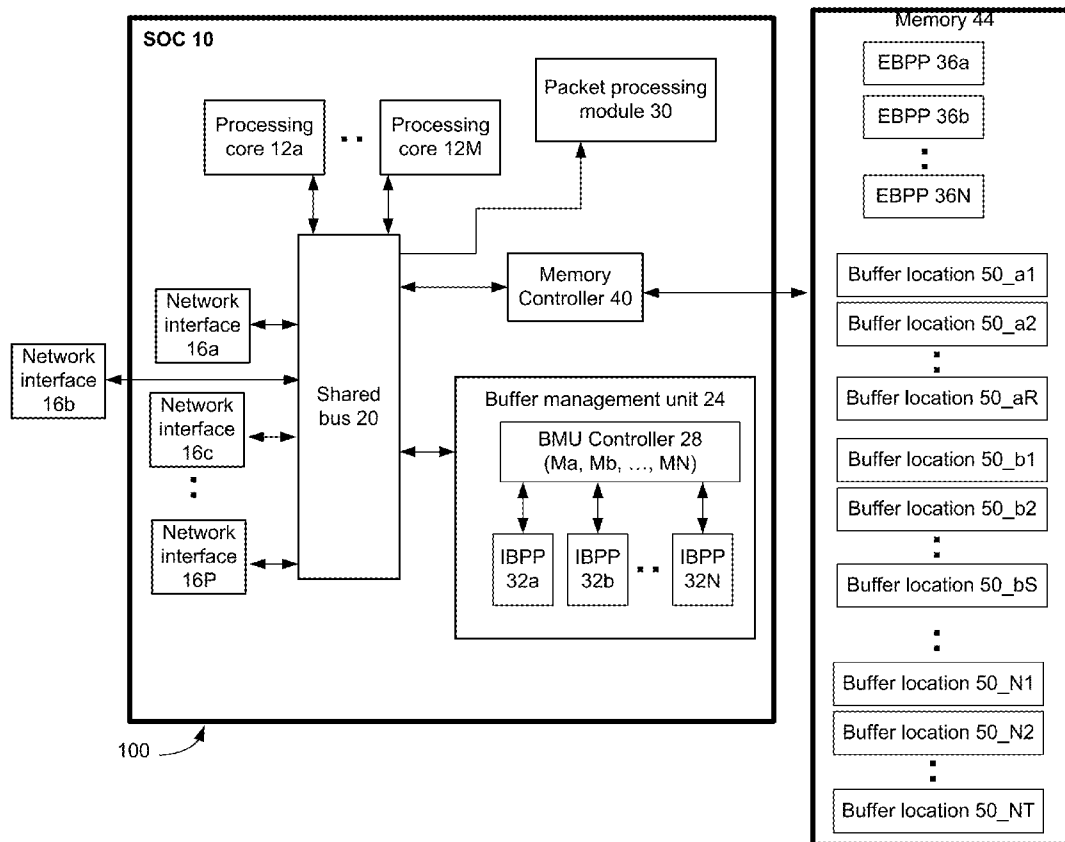 SOC 10
Processing
core 12a
Processing
core 12M
Packet processing
module 30
Memory
Controller 40
Network
interface
16a
Network
interface
16b
Network
interface
16c
Network
interface
16P
Shared
bus 20
Buffer management unit 24
BMU Controller 28
(Ma, Mb, …, MN)
IBPP
32a
IBPP
32b
IBPP
32N
100
Memory 44
EBPP 36a
EBPP 36b
EBPP 36N
Buffer location 50_a1
Buffer location 50_a2
Buffer location 50_aR
Buffer location 50_b1
Buffer location 50_b2
Buffer location 50_bS
Buffer location 50_N1
Buffer location 50_N2
Buffer location 50_NT